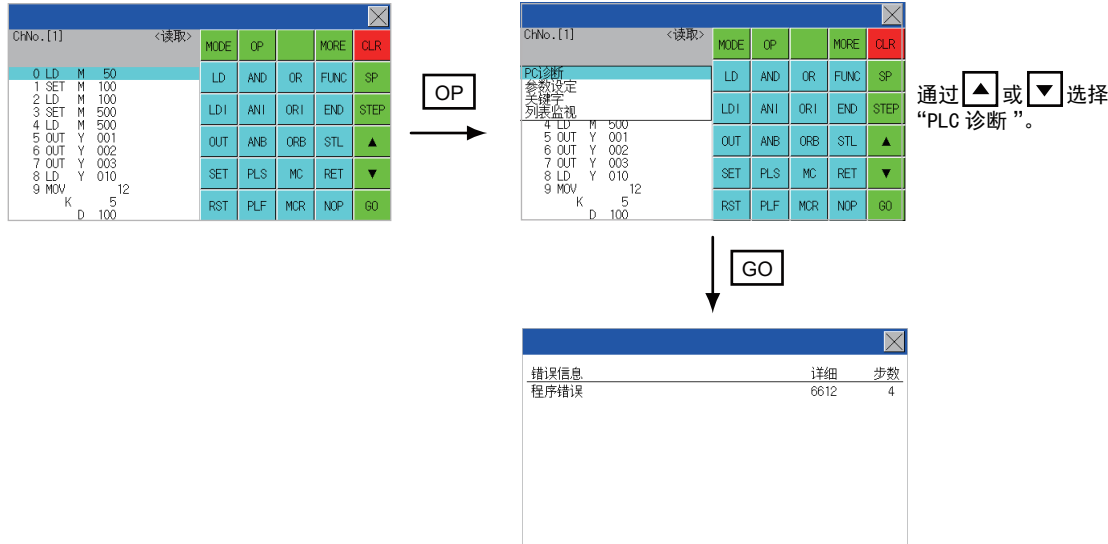 ChNo.[1] <读取>
MODE OP MORE CLR
0 LD M 50
1 SET M 100
2 LD M 100
3 SET M 500
4 LD M 500
5 OUT Y 001
6 OUT Y 002
7 OUT Y 003
8 LD Y 010
9 MOV 12
K 5
D 100
LD AND OR FUNC SP
LDI ANI ORI END STEP
OUT ANB ORB STL ▲
SET PLS MC RET ▼
RST PLF MCR NOP GO
OP
ChNo.[1] <读取>
MODE OP MORE CLR
PC诊断
参数设定
关键字
列表监视
4 LD M 500
5 OUT Y 001
6 OUT Y 002
7 OUT Y 003
8 LD Y 010
9 MOV 12
K 5
D 100
LD AND OR FUNC SP
LDI ANI ORI END STEP
OUT ANB ORB STL ▲
SET PLS MC RET ▼
RST PLF MCR NOP GO
通过▲或▼选择
“PLC 诊断 ”。
GO
错误信息 详细 步数
程序错误 6612 4